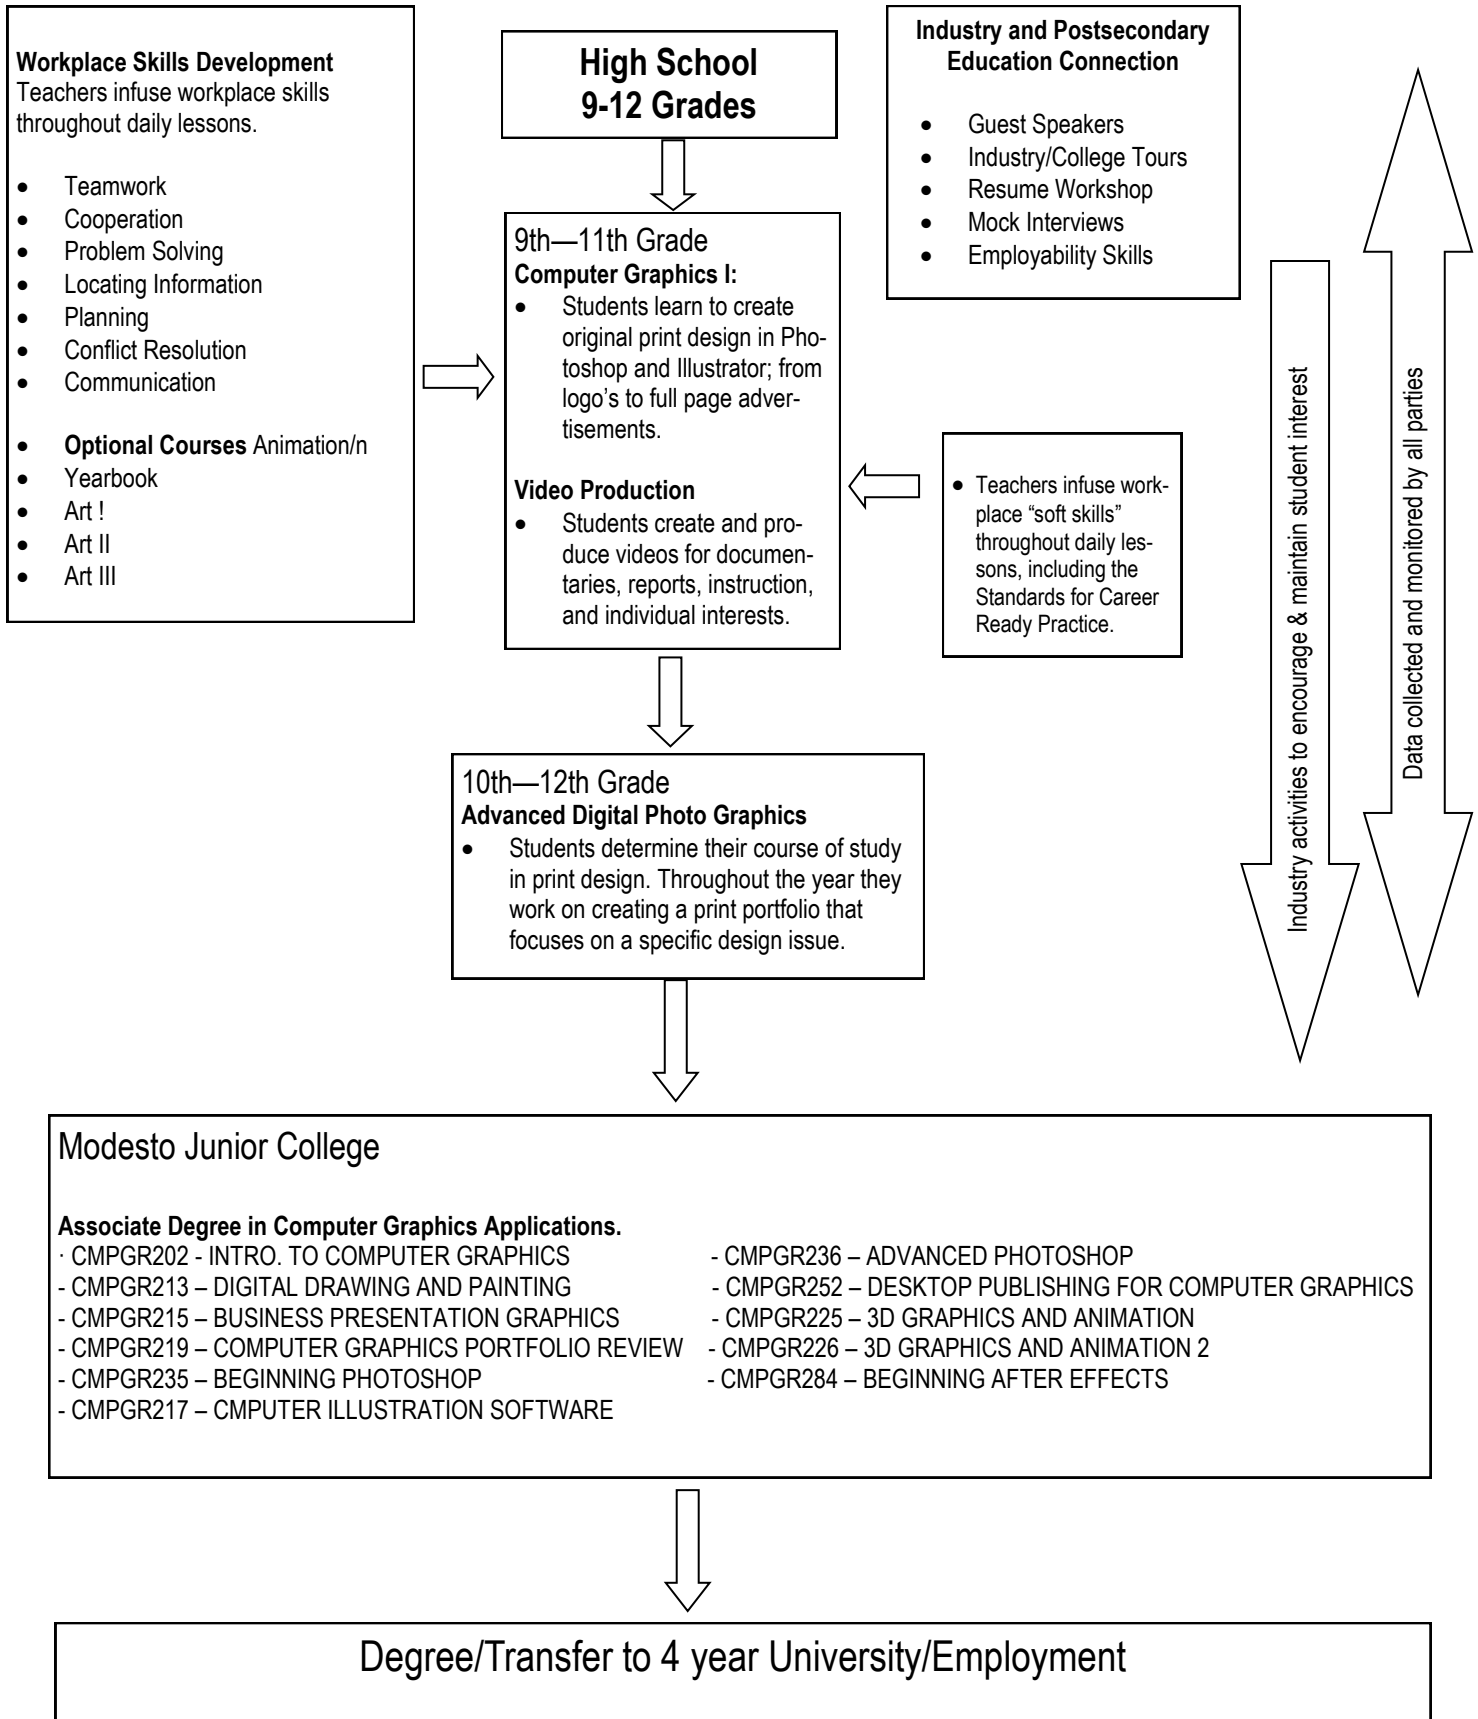 Workplace Skills Development
Teachers infuse workplace skills
throughout daily lessons.
• Teamwork
• Cooperation
• Problem Solving
• Locating Information
• Planning
• Conflict Resolution
• Communication
• Optional Courses Animation/n
• Yearbook
• Art !
• Art II
• Art III
High School
9-12 Grades
Industry and Postsecondary
Education Connection
• Guest Speakers
• Industry/College Tours
• Resume Workshop
• Mock Interviews
• Employability Skills
9th—11th Grade
Computer Graphics I:
• Students learn to create
original print design in Pho-
toshop and Illustrator; from
logo's to full page adver-
tisements.
Video Production
• Students create and pro-
duce videos for documen-
taries, reports, instruction,
and individual interests.
• Teachers infuse work-
place “soft skills”
throughout daily les-
sons, including the
Standards for Career
Ready Practice.
Industry activities to encourage & maintain student interest
Data collected and monitored by all parties
10th—12th Grade
Advanced Digital Photo Graphics
• Students determine their course of study
in print design. Throughout the year they
work on creating a print portfolio that
focuses on a specific design issue.
Modesto Junior College
Associate Degree in Computer Graphics Applications.
· CMPGR202 - INTRO. TO COMPUTER GRAPHICS
- CMPGR213 – DIGITAL DRAWING AND PAINTING
- CMPGR215 – BUSINESS PRESENTATION GRAPHICS
- CMPGR219 – COMPUTER GRAPHICS PORTFOLIO REVIEW
- CMPGR235 – BEGINNING PHOTOSHOP
- CMPGR217 – CMPUTER ILLUSTRATION SOFTWARE
- CMPGR236 – ADVANCED PHOTOSHOP
- CMPGR252 – DESKTOP PUBLISHING FOR COMPUTER GRAPHICS
- CMPGR225 – 3D GRAPHICS AND ANIMATION
- CMPGR226 – 3D GRAPHICS AND ANIMATION 2
- CMPGR284 – BEGINNING AFTER EFFECTS
Degree/Transfer to 4 year University/Employment